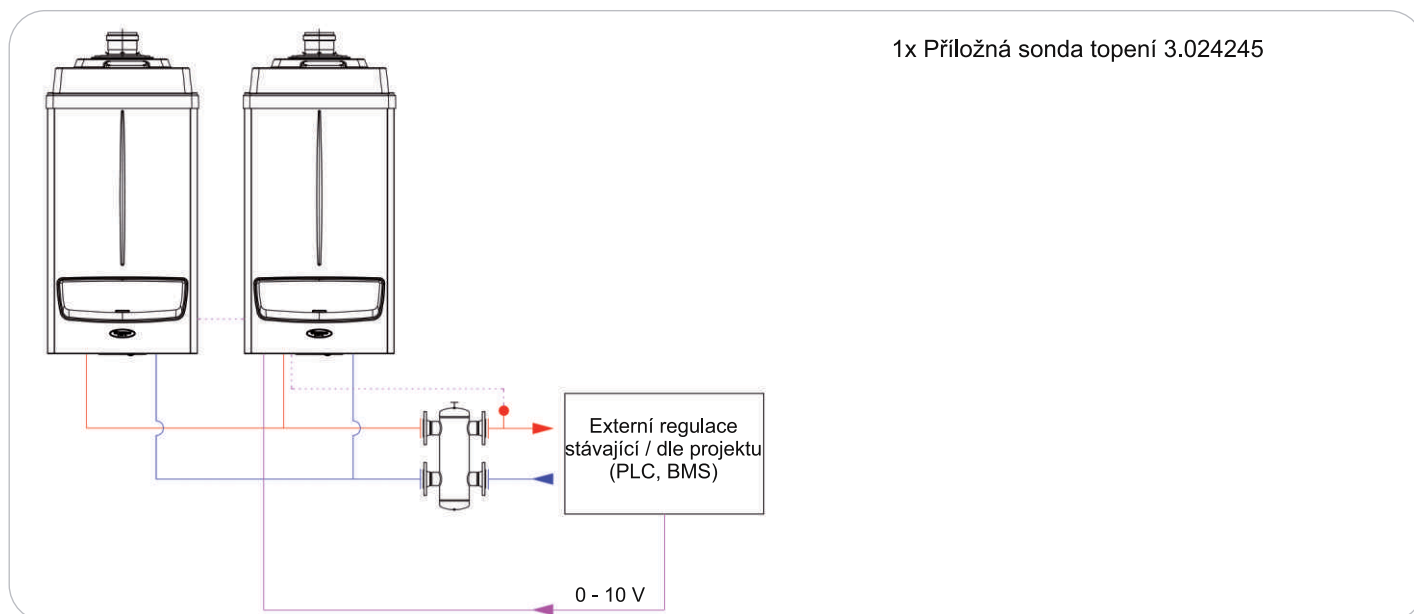 1x Příložná sonda topení 3.024245
Externí regulace
stávající / dle projektu
(PLC, BMS)
0 - 10 V